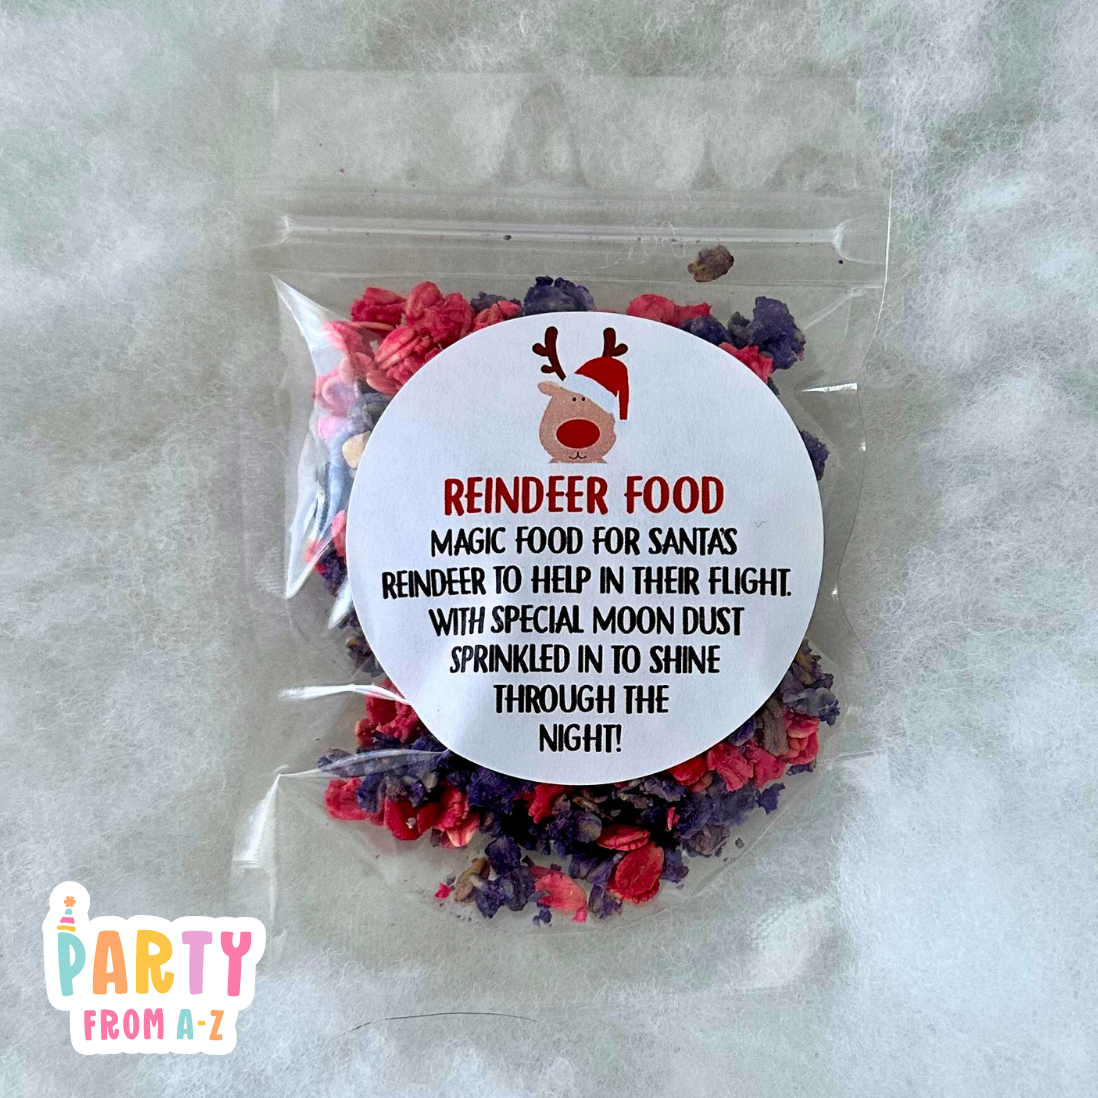 REINDEER FOOD
MAGIC FOOD FOR SANTA'S
REINDEER TO HELP IN THEIR FLIGHT.
WITH SPECIAL MOON DUST
SPRINKLED IN TO SHINE
THROUGH THE
NIGHT!
PARTY
FROM A-Z